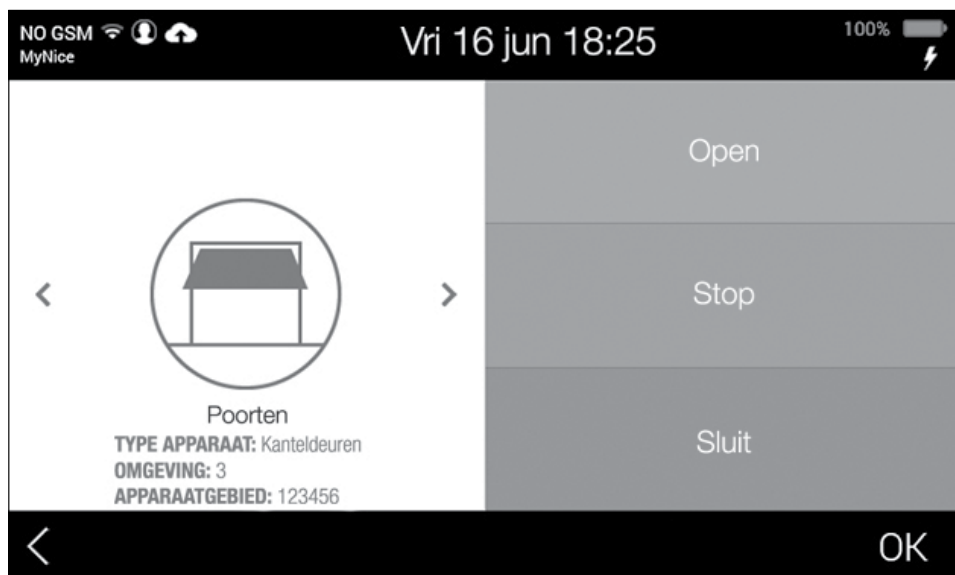 NO GSM
MyNice
Vri 16 jun 18:25
100%
Open
Stop
Sluit
Poorten
TYPE APPARAAT: Kanteldeuren
OMGEVING: 3
APPARAATGEBIED: 123456
OK